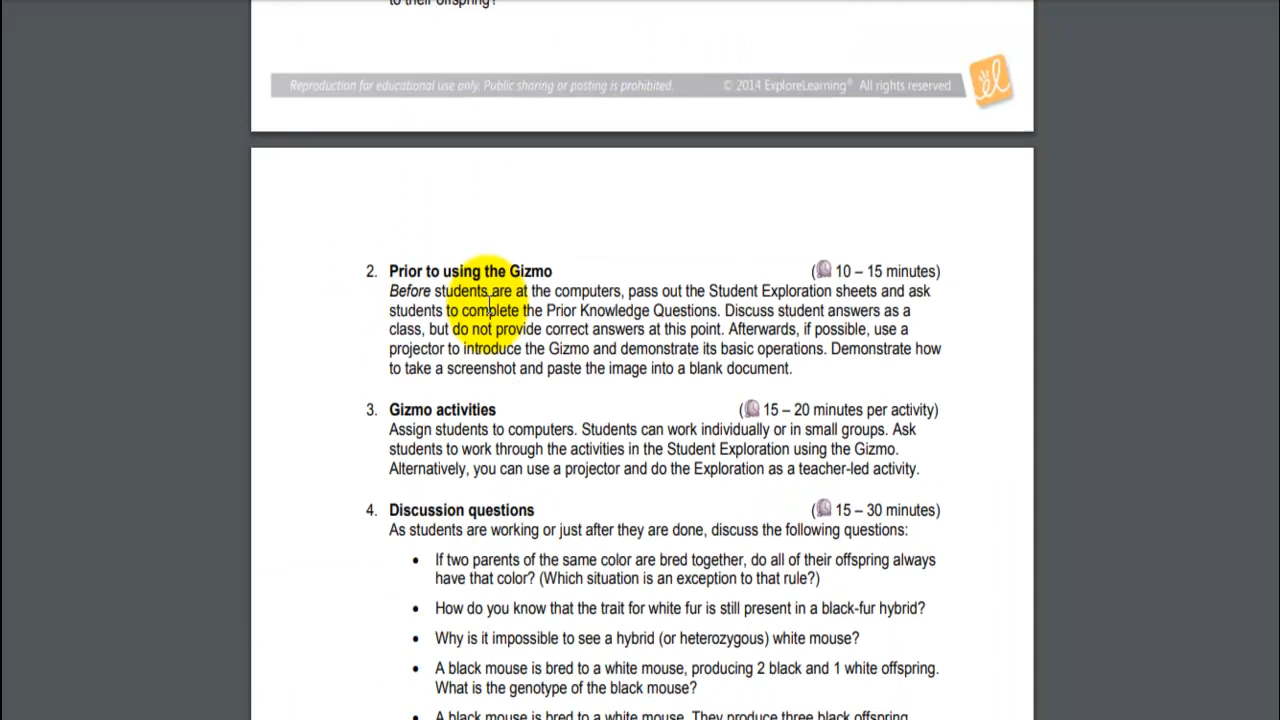 to their offspring?
Reproduction for educational use only. Public sharing or posting is prohibited. © 2014 ExploreLearning® All rights reserved
el
2. Prior to using the Gizmo (10 – 15 minutes)
Before students are at the computers, pass out the Student Exploration sheets and ask
students to complete the Prior Knowledge Questions. Discuss student answers as a
class, but do not provide correct answers at this point. Afterwards, if possible, use a
projector to introduce the Gizmo and demonstrate its basic operations. Demonstrate how
to take a screenshot and paste the image into a blank document.
3. Gizmo activities (15 – 20 minutes per activity)
Assign students to computers. Students can work individually or in small groups. Ask
students to work through the activities in the Student Exploration using the Gizmo.
Alternatively, you can use a projector and do the Exploration as a teacher-led activity.
4. Discussion questions (15 – 30 minutes)
As students are working or just after they are done, discuss the following questions:
• If two parents of the same color are bred together, do all of their offspring always
have that color? (Which situation is an exception to that rule?)
• How do you know that the trait for white fur is still present in a black-fur hybrid?
• Why is it impossible to see a hybrid (or heterozygous) white mouse?
• A black mouse is bred to a white mouse, producing 2 black and 1 white offspring.
What is the genotype of the black mouse?
• A black mouse is bred to a white mouse. They produce three black offspring.